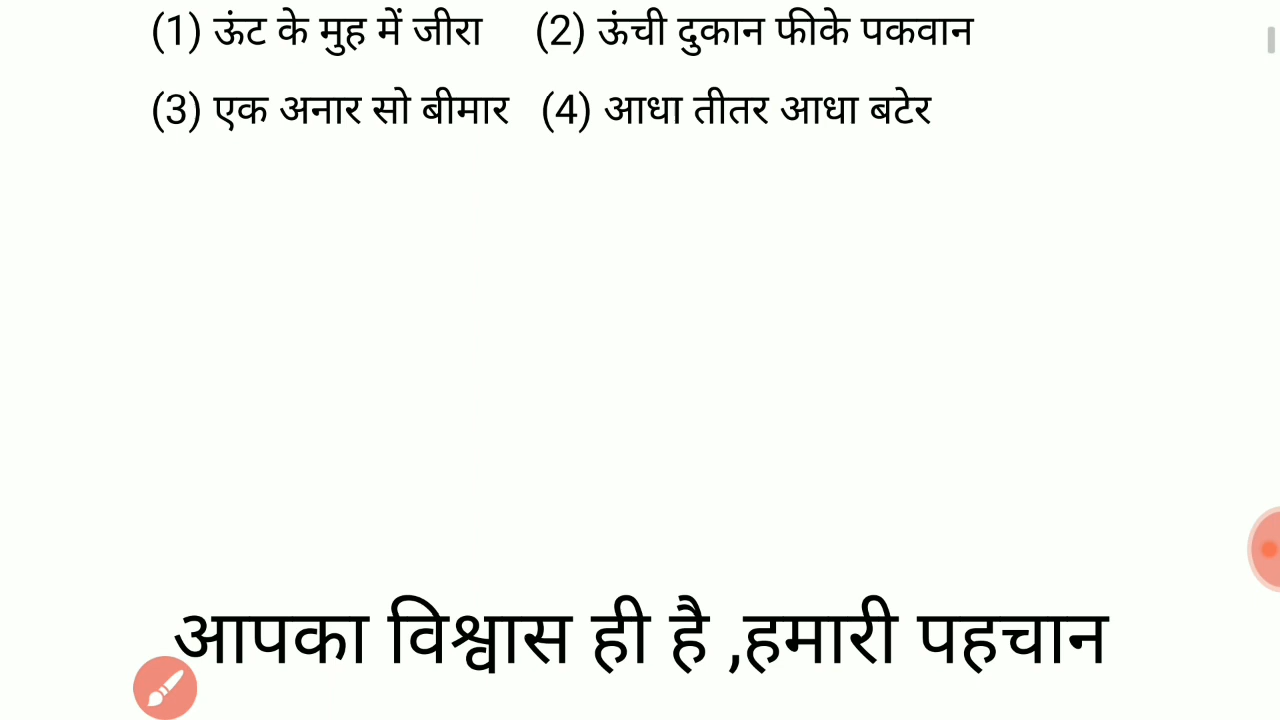 (1) ऊंट के मुह में जीरा (2) ऊंची दुकान फीके पकवान
(3) एक अनार सो बीमार (4) आधा तीतर आधा बटेर
आपका विश्वास ही है ,हमारी पहचान